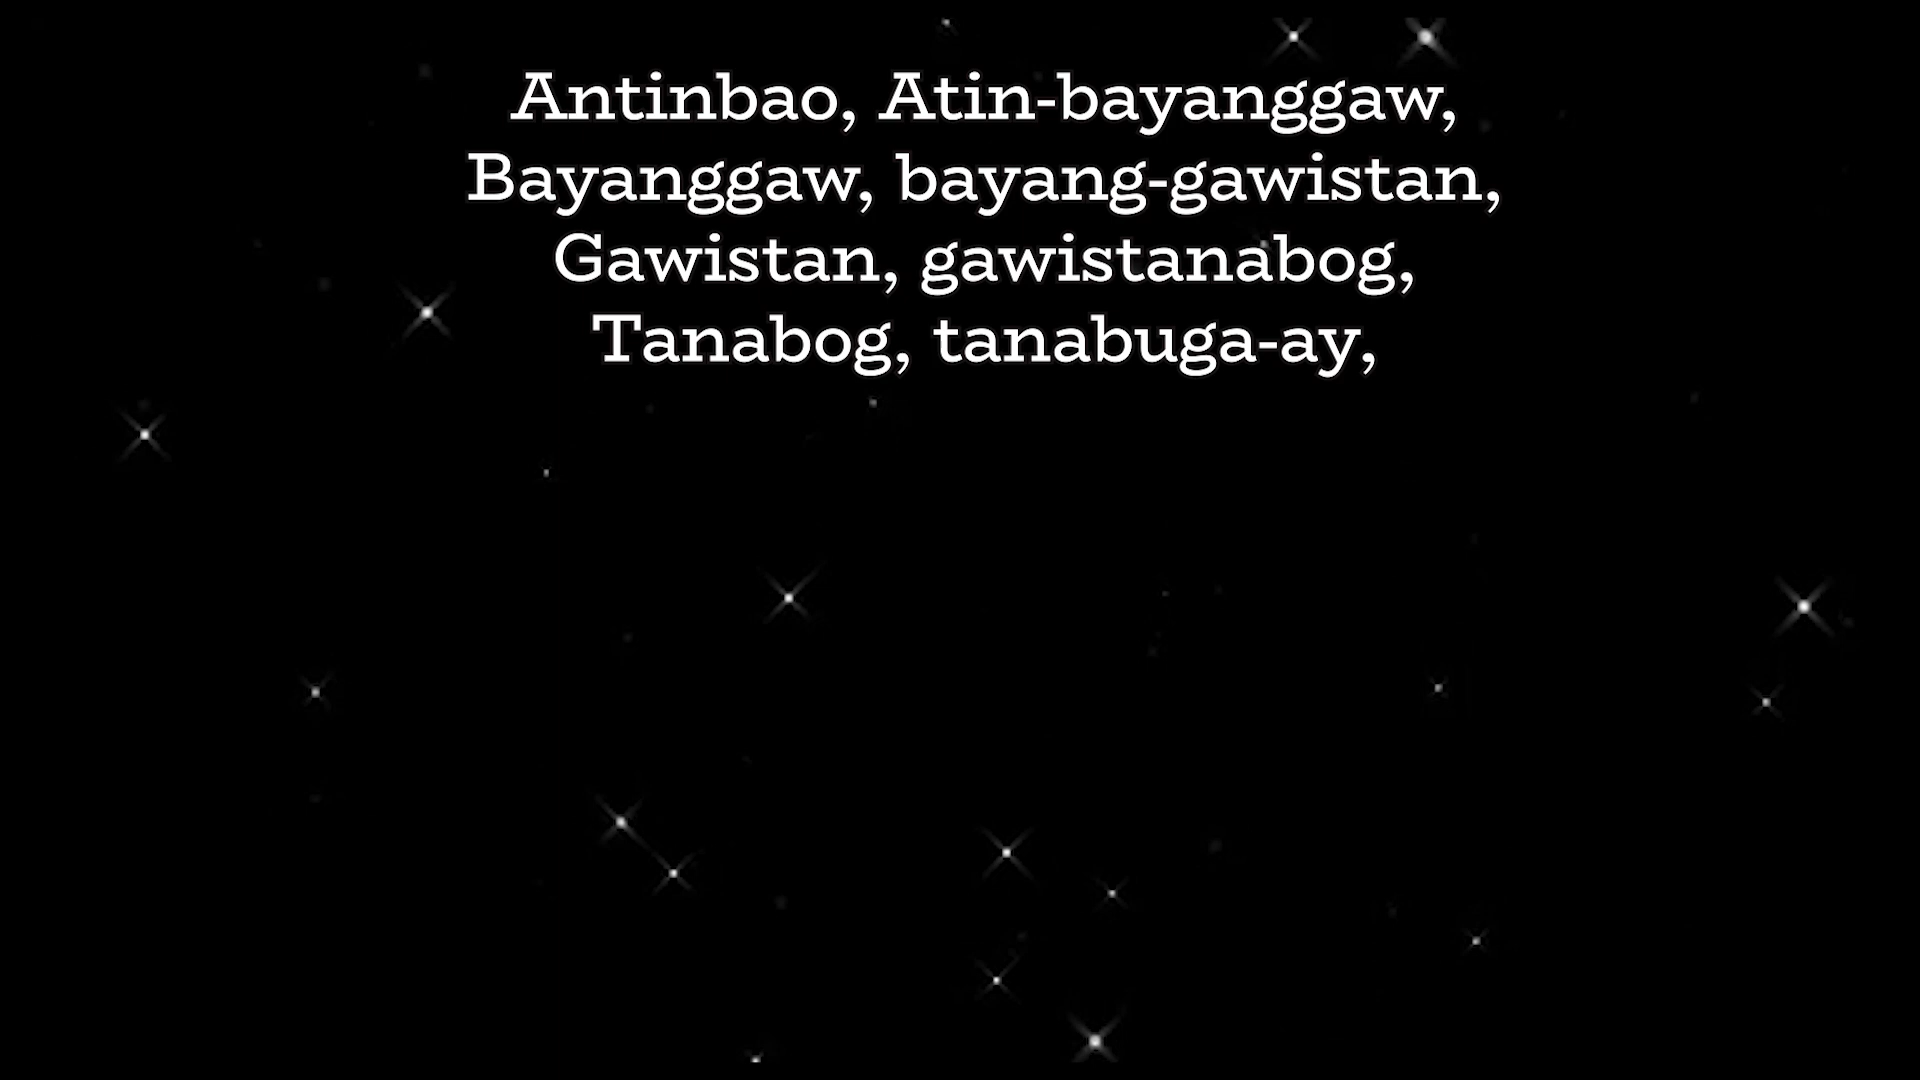 Antinbao, Atin-bayanggaw,
Bayanggaw, bayang-gawistan,
Gawistan, gawistanabog,
Tanabog, tanabuga-ay,